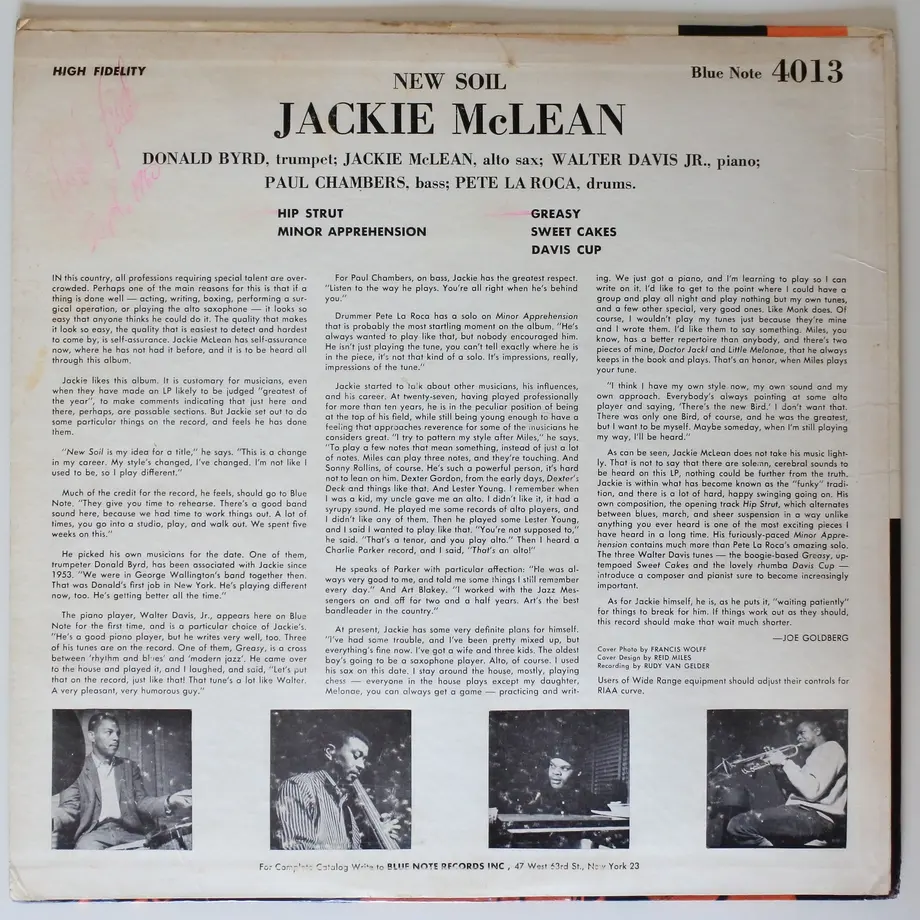 HIGH FIDELITY
Blue Note 4013
NEW SOIL
JACKIE McLEAN
DONALD BYRD, trumpet; JACKIE McLEAN, alto sax; WALTER DAVIS JR., piano;
PAUL CHAMBERS, bass; PETE LA ROCA, drums.
HIP STRUT
MINOR APPREHENSION
GREASY
SWEET CAKES
DAVIS CUP
IN this country, all professions requiring special talent are over-
crowded. Perhaps one of the main reasons for this is that if a
thing is done well — acting, writing, boxing, performing a sur-
gical operation, or playing the alto saxophone — it looks so
easy that anyone thinks he could do it. The quality that makes
it look so easy, the quality that is easiest to detect and hardest
to come by, is self-assurance. Jackie McLean has self-assurance
now, where he has not had it before, and it is to be heard all
through this album.
Jackie likes this album. It is customary for musicians, even
when they have made an LP likely to be judged "greatest of
the year", to make comments indicating that just here and
there, perhaps, are passable sections. But Jackie set out to do
some particular things on the record, and feels he has done
them.
"New Soil is my idea for a title," he says. "This is a change
in my career. My style's changed, I've changed. I'm not like I
used to be, so I play different."
Much of the credit for the record, he feels, should go to Blue
Note. "They give you time to rehearse. There's a good band
sound here, because we had time to work things out. A lot of
times, you go into a studio, play, and walk out. We spent five
weeks on this."
He picked his own musicians for the date. One of them,
trumpeter Donald Byrd, has been associated with Jackie since
1953. "We were in George Wallington's band together then.
That was Donald's first job in New York. He's playing different
now, too. He's getting better all the time."
The piano player, Walter Davis, Jr., appears here on Blue
Note for the first time, and is a particular choice of Jackie's.
"He's a good piano player, but he writes very well, too. Three
of his tunes are on the record. One of them, Greasy, is a cross
between 'rhythm and blues' and 'modern jazz'. He came over
to the house and played it, and I laughed, and said, "Let's put
that on the record, just like that! That tune's a lot like Walter.
A very pleasant, very humorous guy."
For Paul Chambers, on bass, Jackie has the greatest respect.
"Listen to the way he plays. You're all right when he's behind
you."
Drummer Pete La Roca has a solo on Minor Apprehension
that is probably the most startling moment on the album. "He's
always wanted to play like that, but nobody encouraged him.
He isn't just playing the tune, you can't tell exactly where he is
in the piece, it's not that kind of a solo. It's impressions, really,
impressions of the tune."
Jackie started to talk about other musicians, his influences,
and his career. At twenty-seven, having played professionally
for more than ten years, he is in the peculiar position of being
the top of his field, while still being young enough to have a
feeling that approaches reverence for some of the musicians he
considers great. "I try to pattern my style after Miles," he says.
"To play a few notes that mean something, instead of just a lot
of notes. Miles can play three notes, and they're touching. And
Sonny Rollins, of course. He's such a powerful person, it's hard
not to lean on him. Dexter Gordon, from the early days, Dexter's
Deck and things like that. And Lester Young. I remember when
I was a kid, my uncle gave me an alto. I didn't like it, it had a
syrupy sound. He played me some records of alto players, and
I didn't like any of them. Then he played some Lester Young,
and I said I wanted to play like that, "You're not supposed to,"
he said. "That's a tenor, and you play alto." Then I heard a
Charlie Parker record, and I said, "That's an alto!"
He speaks of Parker with particular affection: "He was al-
ways very good to me, and told me some things I still remember
every day." And Art Blakey. "I worked with the Jazz Mes-
sengers on and off for two and a half years. Art's the best
bandleader in the country."
At present, Jackie has some very definite plans for himself.
"I've had some trouble, and I've been pretty mixed up, but
everything's fine now. I've got a wife and three kids. The oldest
boy's going to be a saxophone player. Alto, of course. I used
his sax on this date. I stay around the house, mostly, playing
chess — everyone in the house plays except my daughter,
Melonae, you can always get a game — practicing and writ-
ing. We just got a piano, and I'm learning to play so I can
write on it. I'd like to get to the point where I could have a
group and play all night and play nothing but my own tunes,
and a few other special, very good ones. Like Monk does. Of
course, I wouldn't play my tunes just because they're mine
and I wrote them. I'd like them to say something. Miles, you
know, has a better repertoire than anybody, and there's two
pieces of mine, Doctor Jackl and Little Melonae, that he always
keeps in the book and plays. That's an honor, when Miles plays
your tune.
"I think I have my own style now, my own sound and my
own approach. Everybody's always pointing at some alto
player and saying, 'There's the new Bird.' I don't want that.
There was only one Bird, of course, and he was the greatest,
but I want to be myself. Maybe someday, when I'm still playing
my way, I'll be heard."
As can be seen, Jackie McLean does not take his music light-
ly. That is not to say that there are solemn, cerebral sounds to
be heard on this LP, nothing could be further from the truth.
Jackie is within what has become known as the "funky" tradi-
tion, and there is a lot of hard, happy swinging going on. His
own composition, the opening track Hip Strut, which alternates
between blues, march, and sheer suspension in a way unlike
anything you ever heard is one of the most exciting pieces I
have heard in a long time. His furiously-paced Minor Appre-
hension contains much more than Pete La Roca's amazing solo.
The three Walter Davis tunes — the boogie-based Greasy, up-
tempoed Sweet Cakes and the lovely rhumba Davis Cup —
introduce a composer and pianist sure to become increasingly
important.
As for Jackie himself, he is, as he puts it, "waiting patiently"
for things to break for him. If things work out as they should,
this record should make that wait much shorter.
—JOE GOLDBERG
Cover Photo by FRANCIS WOLFF
Cover Design by REID MILES
Recording by RUDY VAN GELDER
Users of Wide Range equipment should adjust their controls for
RIAA curve.
For Complete Catalog Write to BLUE NOTE RECORDS INC , 47 West 63rd St., New York 23